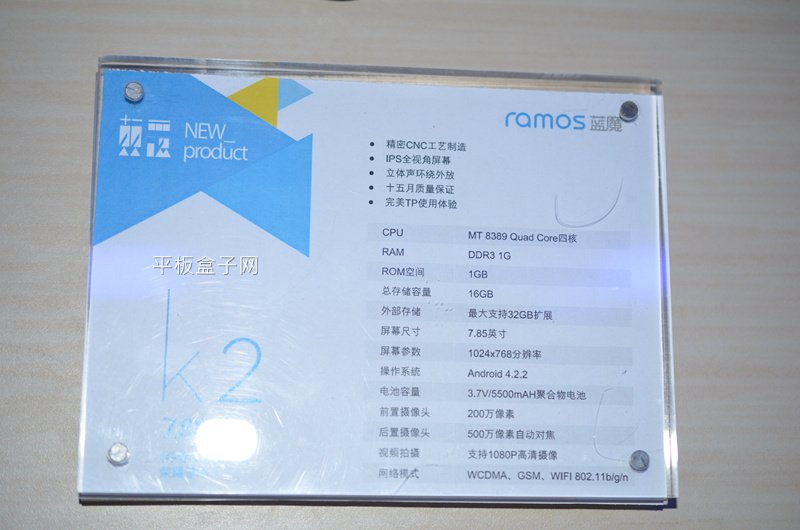 新品
NEW_
product
ramos 蓝魔
精密CNC工艺制造
IPS全视角屏幕
立体声环绕外放
十五月质量保证
完美TP使用体验
CPU MT 8389 Quad Core四核
RAM DDR3 1G
ROM空间 1GB
总存储容量 16GB
外部存储 最大支持32GB扩展
屏幕尺寸 7.85英寸
屏幕参数 1024x768分辨率
操作系统 Android 4.2.2
电池容量 3.7V/5500mAH聚合物电池
前置摄像头 200万像素
后置摄像头 500万像素自动对焦
视频拍摄 支持1080P高清摄像
网络模式 WCDMA、GSM、WIFI 802.11b/g/n
平板盒子网
k2